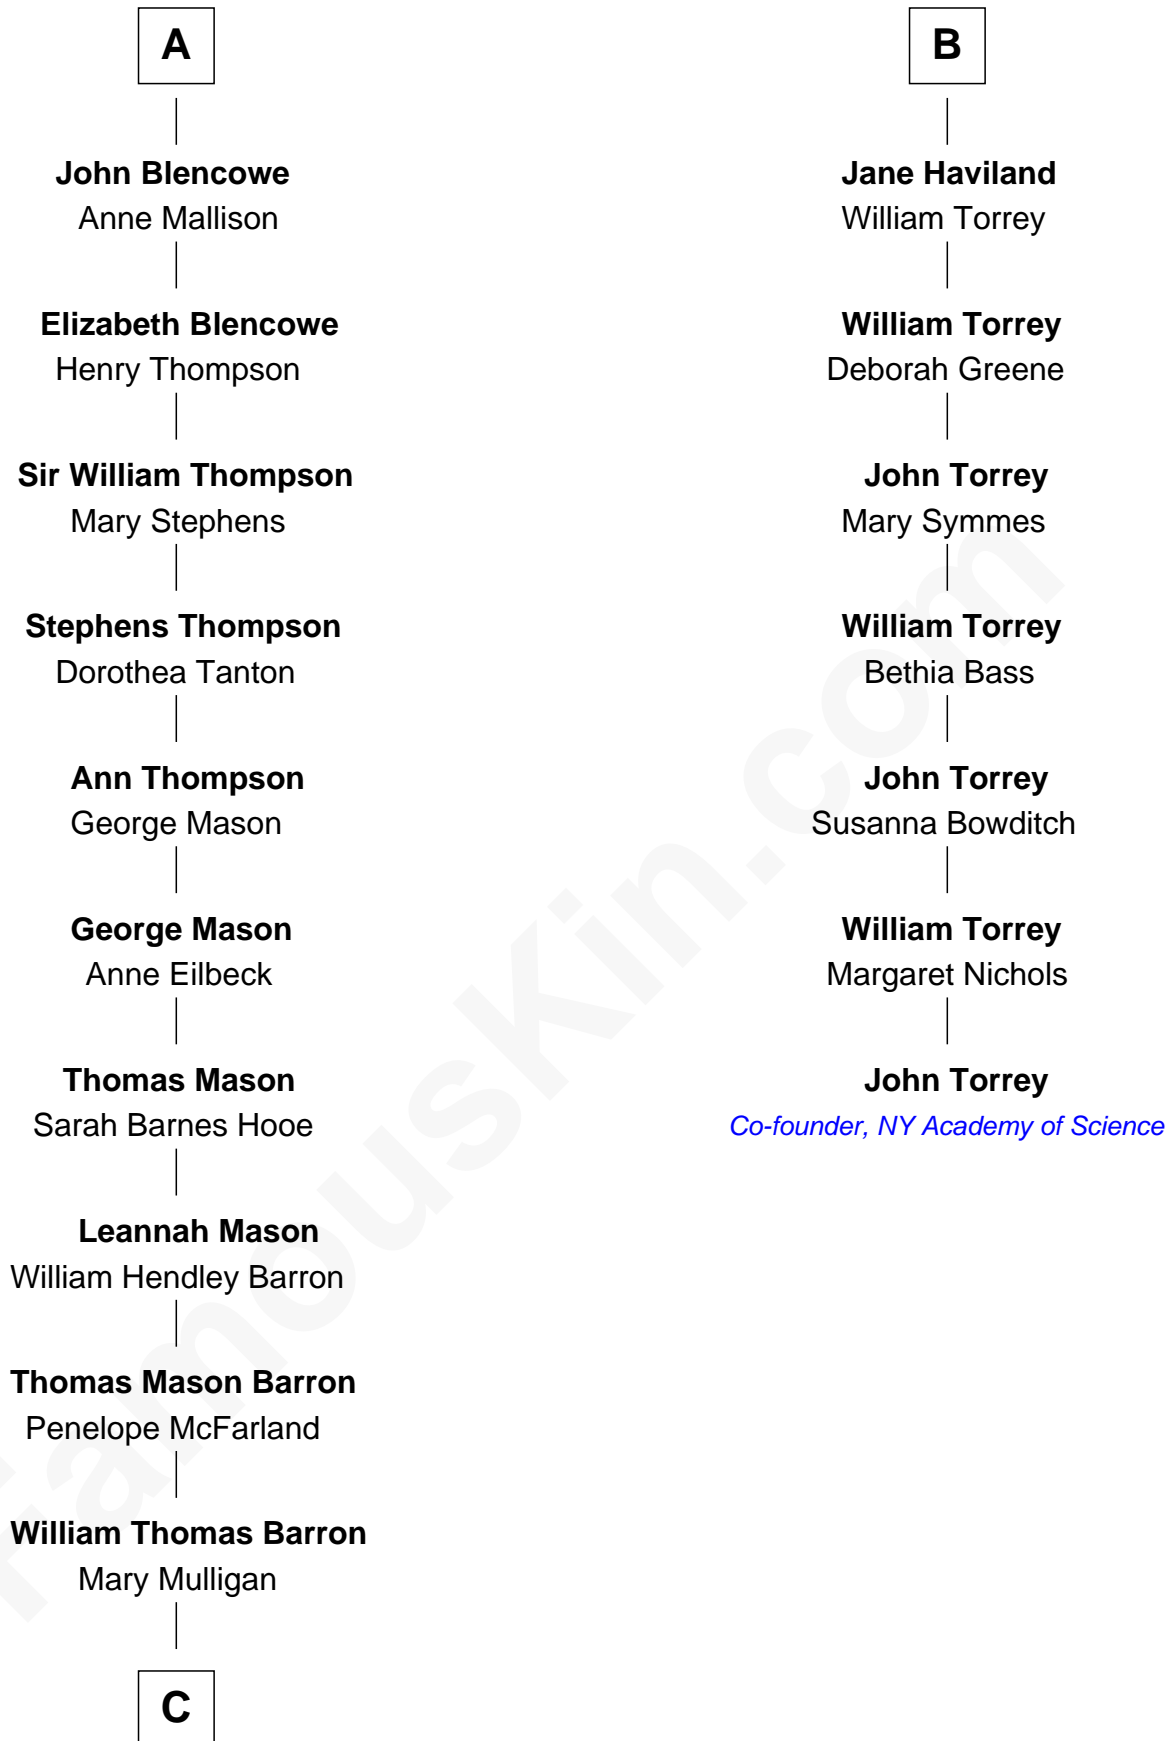 A
John Blencowe
Anne Mallison
Elizabeth Blencowe
Henry Thompson
Sir William Thompson
Mary Stephens
Stephens Thompson
Dorothea Tanton
Ann Thompson
George Mason
George Mason
Anne Eilbeck
Thomas Mason
Sarah Barnes Hooe
Leannah Mason
William Hendley Barron
Thomas Mason Barron
Penelope McFarland
William Thomas Barron
Mary Mulligan
C
B
Jane Haviland
William Torrey
William Torrey
Deborah Greene
John Torrey
Mary Symmes
William Torrey
Bethia Bass
John Torrey
Susanna Bowditch
William Torrey
Margaret Nichols
John Torrey
Co-founder, NY Academy of Science
FamousKin.com